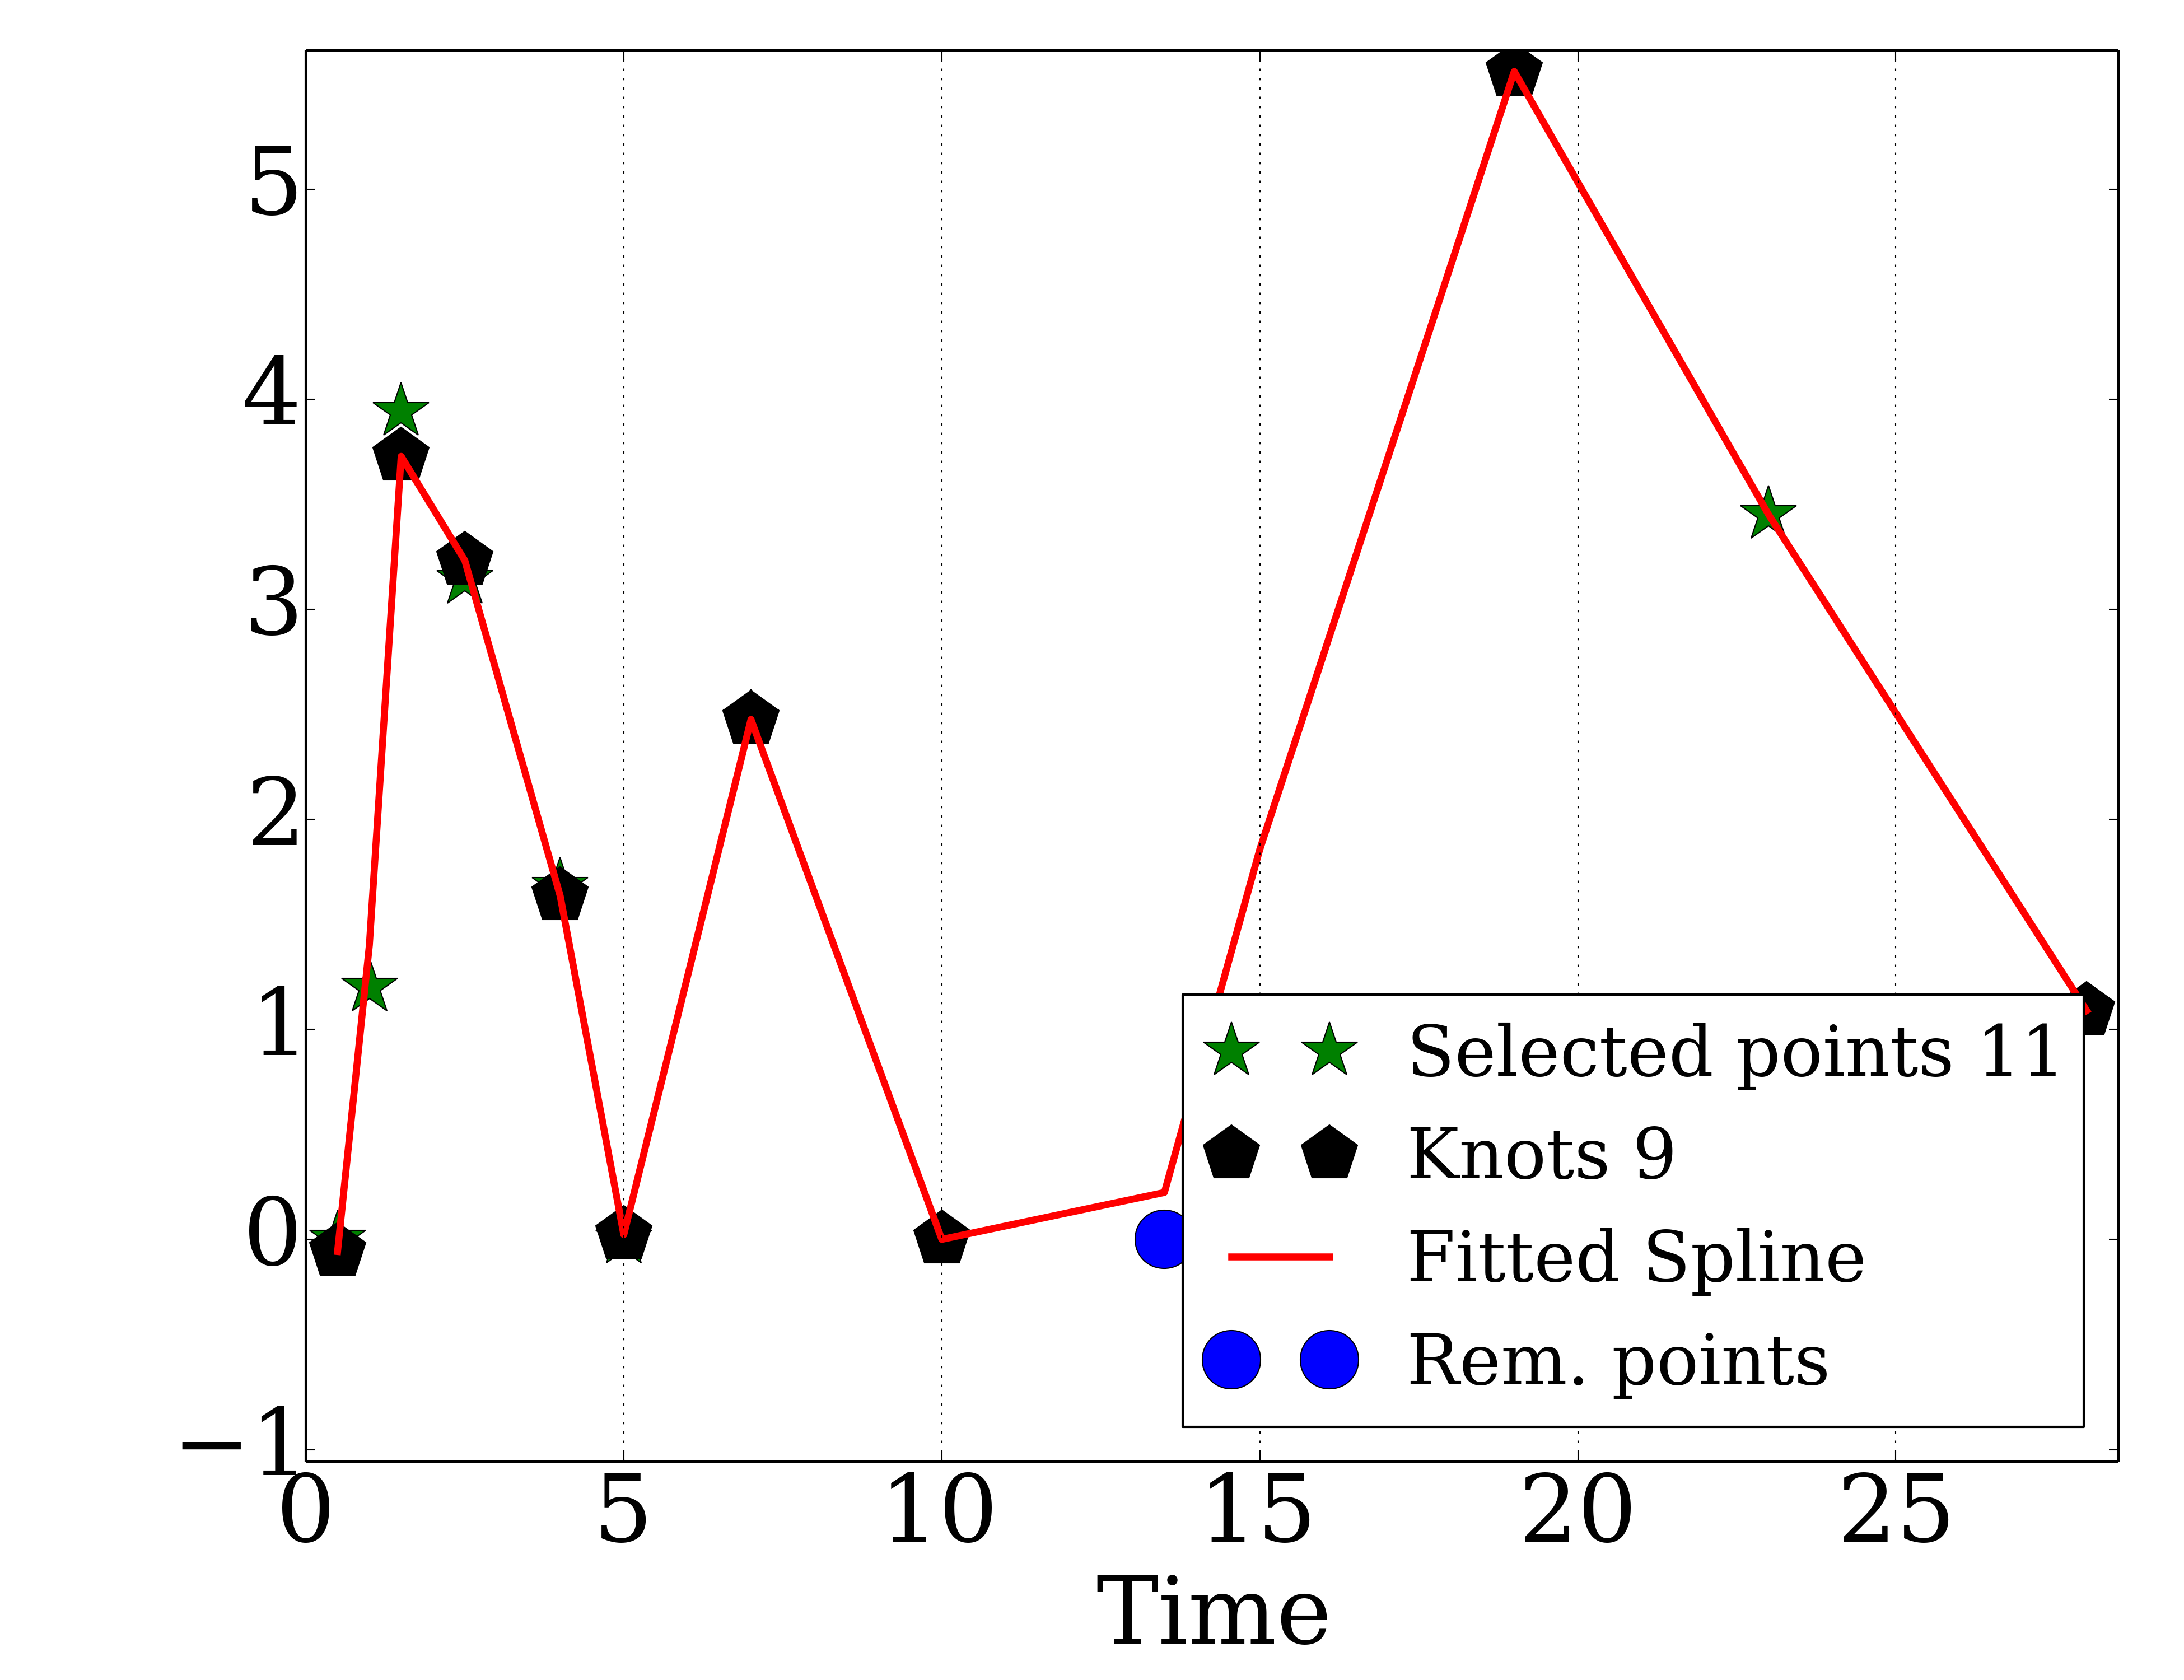 5
4
3
2
1
0
−1
0 5 10 15 20 25
Time
Selected points 11
Knots 9
Fitted Spline
Rem. points